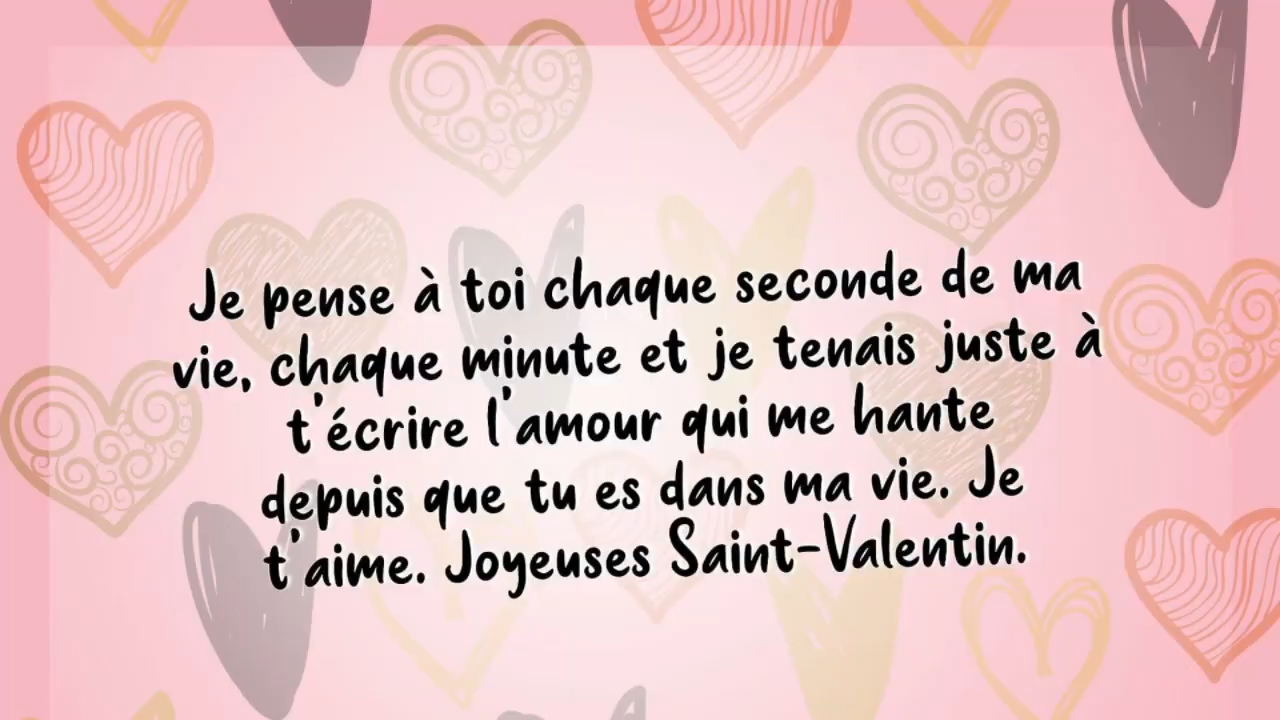 Je pense à toi chaque seconde de ma
vie, chaque minute et je tenais juste à
t'écrire l'amour qui me hante
depuis que tu es dans ma vie. Je
t'aime. Joyeuses Saint-Valentin.